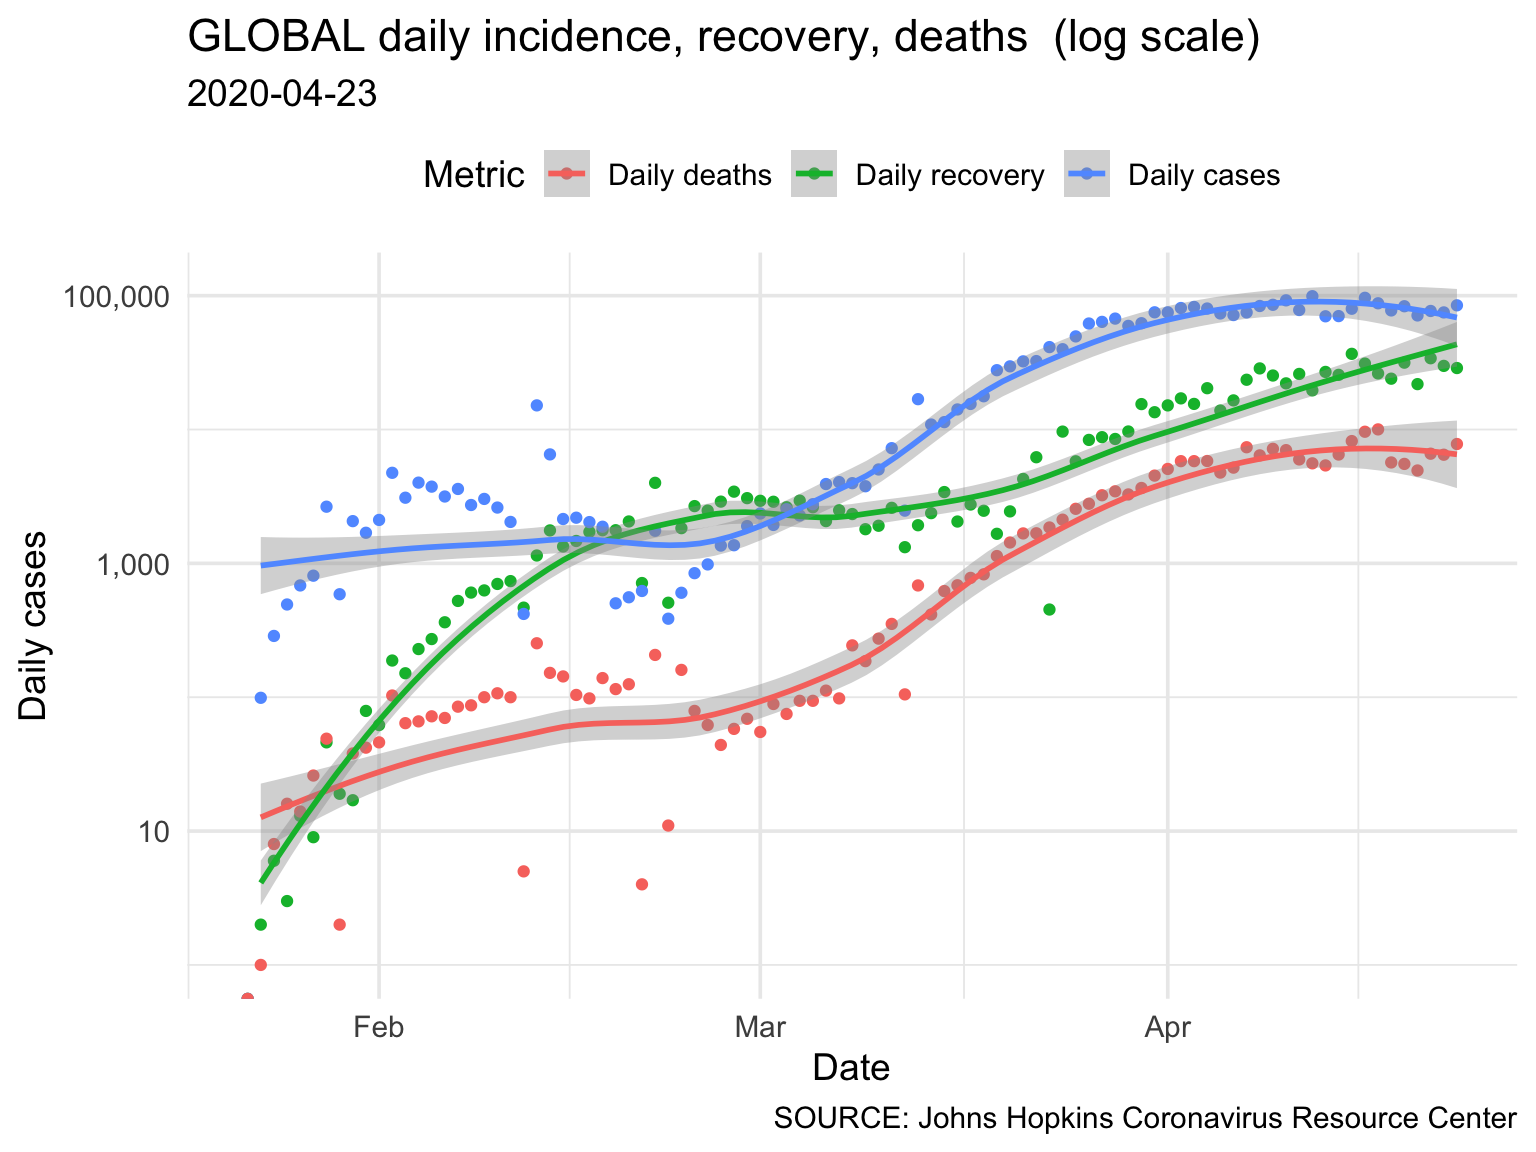 GLOBAL daily incidence, recovery, deaths  (log scale)
2020-04-23
Metric Daily deaths Daily recovery Daily cases
100,000
1,000
10
Daily cases
Feb Mar Apr
Date
SOURCE: Johns Hopkins Coronavirus Resource Center